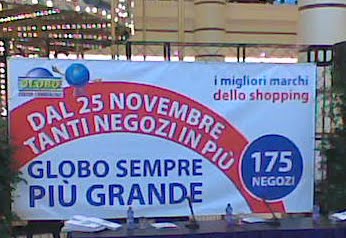 i migliori marchi
dello shopping
DAL 25 NOVEMBRE
TANTI NEGOZI IN PIÙ
GLOBO SEMPRE
PIÙ GRANDE
175
NEGOZI